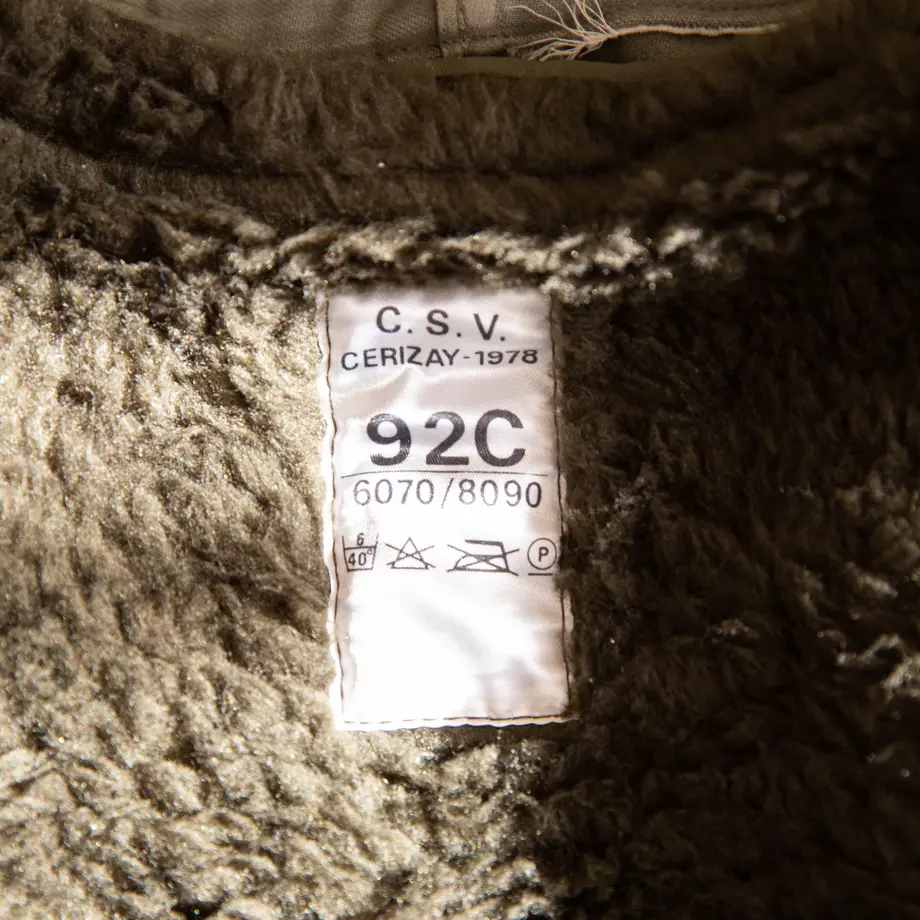 C. S. V.
CERIZAY-1978
92C
6070/8090
6
40°
P